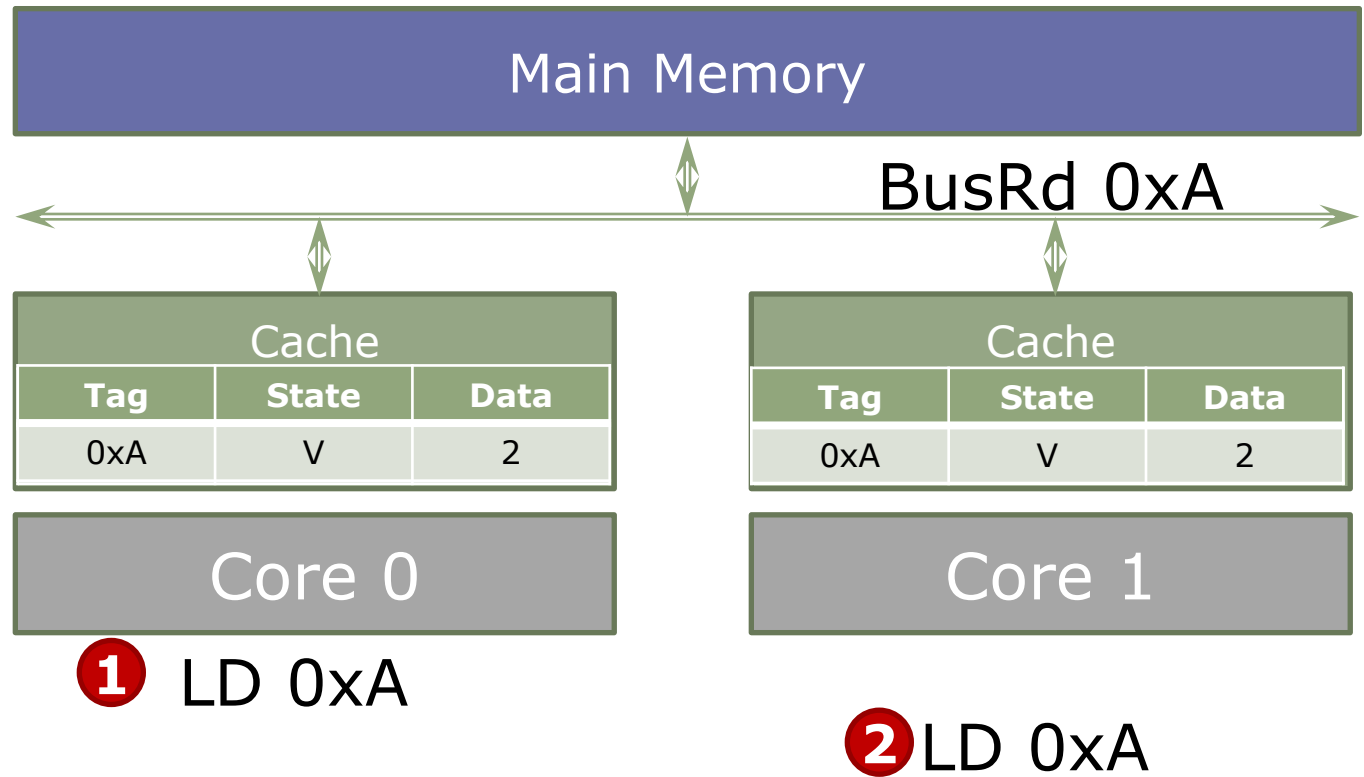 Main Memory
BusRd 0xA
Cache
Tag State Data
0xA V 2
Core 0
Cache
Tag State Data
0xA V 2
Core 1
1 LD 0xA
2 LD 0xA